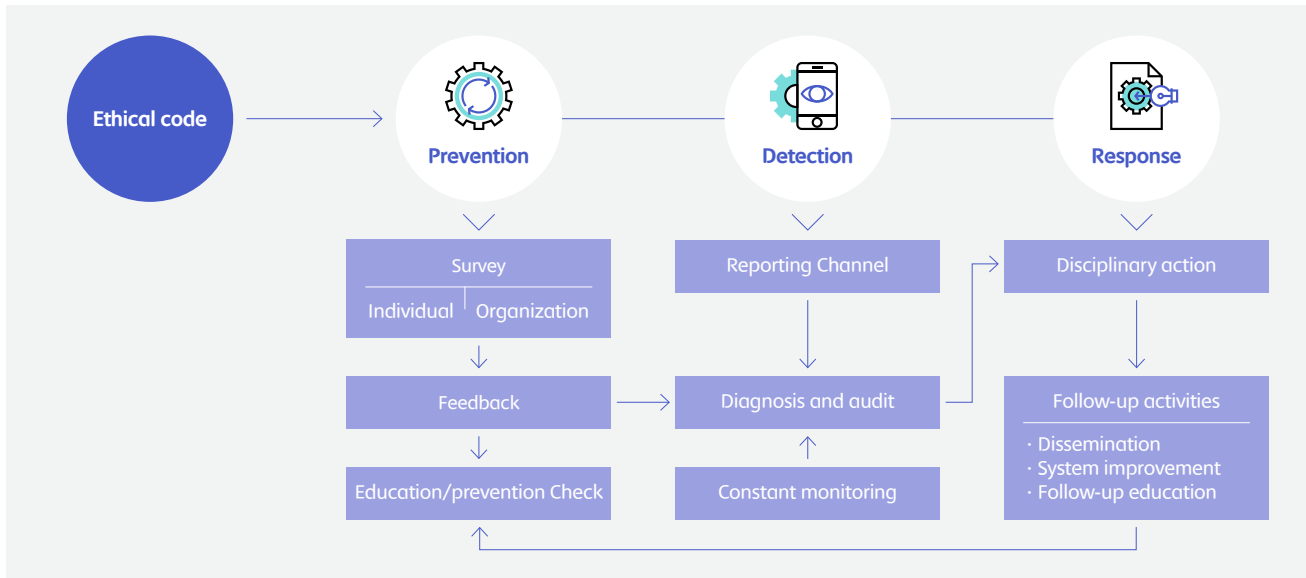 Ethical code
Prevention
Detection
Response
Survey
Individual
Organization
Feedback
Education/prevention Check
Reporting Channel
Diagnosis and audit
Constant monitoring
Disciplinary action
Follow-up activities
· Dissemination
· System improvement
· Follow-up education